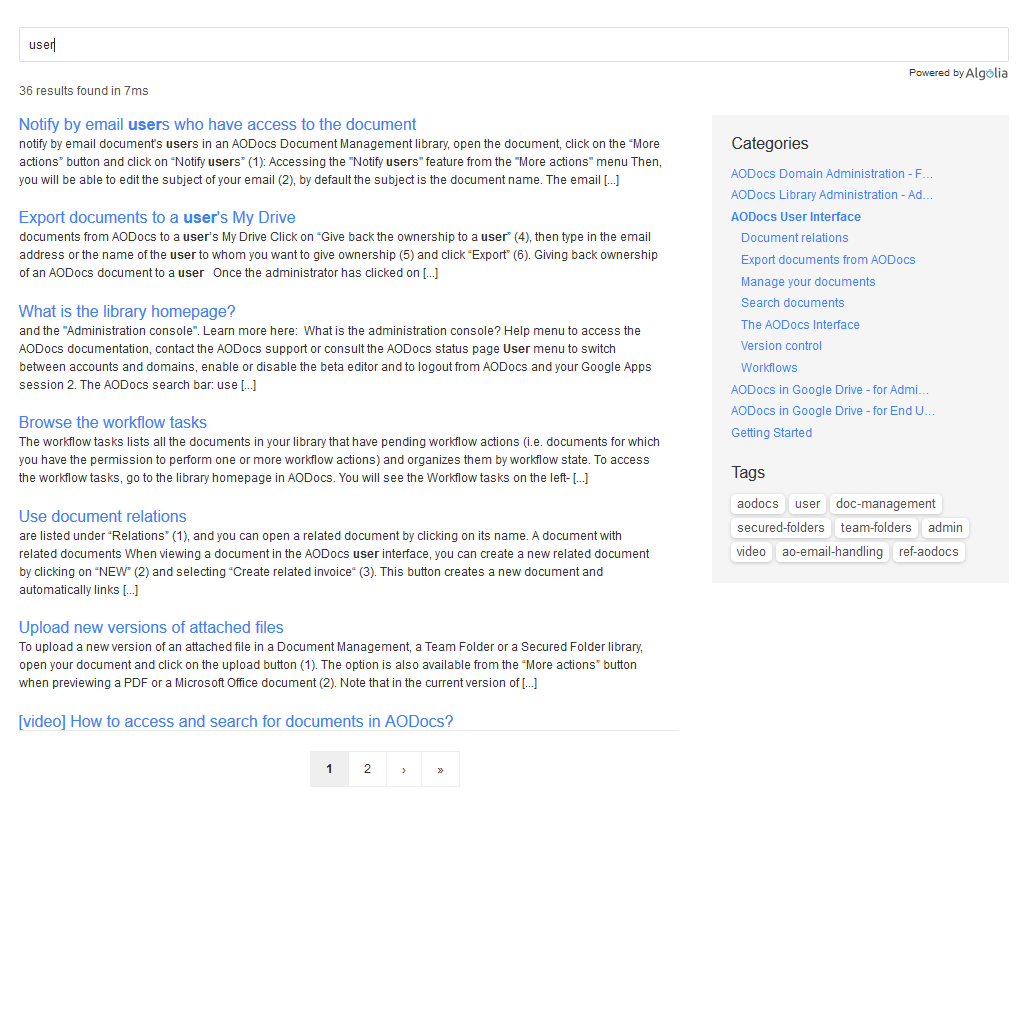 user
Powered by Algolia
36 results found in 7ms
Notify by email users who have access to the document
notify by email document's users in an AODocs Document Management library, open the document, click on the “More
actions” button and click on “Notify users” (1): Accessing the "Notify users" feature from the "More actions" menu Then,
you will be able to edit the subject of your email (2), by default the subject is the document name. The email [...]
Export documents to a user's My Drive
documents from AODocs to a user’s My Drive Click on “Give back the ownership to a user” (4), then type in the email
address or the name of the user to whom you want to give ownership (5) and click “Export” (6). Giving back ownership
of an AODocs document to a user Once the administrator has clicked on [...]
What is the library homepage?
and the "Administration console". Learn more here: What is the administration console? Help menu to access the
AODocs documentation, contact the AODocs support or consult the AODocs status page User menu to switch
between accounts and domains, enable or disable the beta editor and to logout from AODocs and your Google Apps
session 2. The AODocs search bar: use [...]
Browse the workflow tasks
The workflow tasks lists all the documents in your library that have pending workflow actions (i.e. documents for which
you have the permission to perform one or more workflow actions) and organizes them by workflow state. To access
the workflow tasks, go to the library homepage in AODocs. You will see the Workflow tasks on the left- [...]
Use document relations
are listed under “Relations” (1), and you can open a related document by clicking on its name. A document with
related documents When viewing a document in the AODocs user interface, you can create a new related document
by clicking on “NEW” (2) and selecting “Create related invoice“ (3). This button creates a new document and
automatically links [...]
Upload new versions of attached files
To upload a new version of an attached file in a Document Management, a Team Folder or a Secured Folder library,
open your document and click on the upload button (1). The option is also available from the “More actions” button
when previewing a PDF or a Microsoft Office document (2). Note that in the current version of [...]
[video] How to access and search for documents in AODocs?
1 2 › »
Categories
AODocs Domain Administration - F...
AODocs Library Administration - Ad...
AODocs User Interface
Document relations
Export documents from AODocs
Manage your documents
Search documents
The AODocs Interface
Version control
Workflows
AODocs in Google Drive - for Admi...
AODocs in Google Drive - for End U...
Getting Started
Tags
aodocs user doc-management
secured-folders team-folders admin
video ao-email-handling ref-aodocs